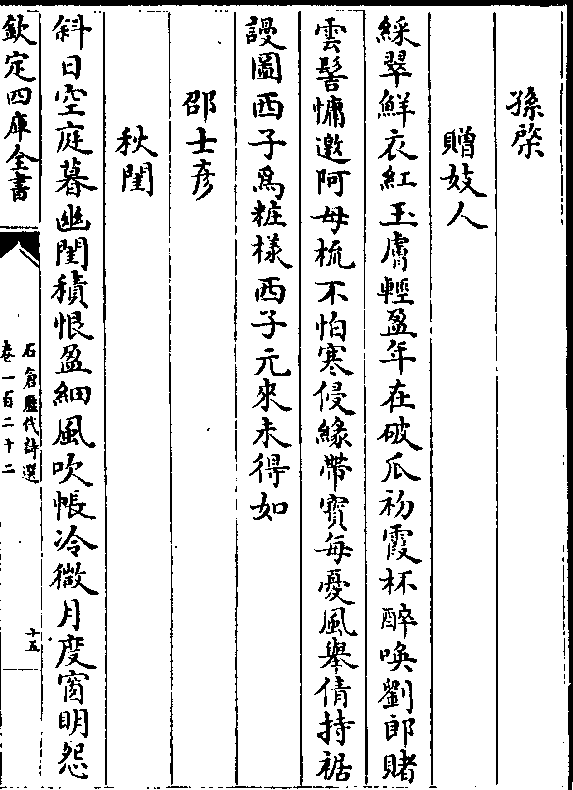 孫棨
贈妓人
綵翠鮮衣紅玉膚輕盈年在破瓜初霞杯醉喚劉郎賭
雲髻慵邀阿母梳不怕寒侵緣帶寶每憂風舉倩持裾
謾圖西子為粧樣西子元來未得如
邵士彦
秋閨
斜日空庭暮幽閨積恨盈細風吹帳冷微月度窗明怨
欽定四庫全書
石倉歷代詩選
卷一百二十二
十五